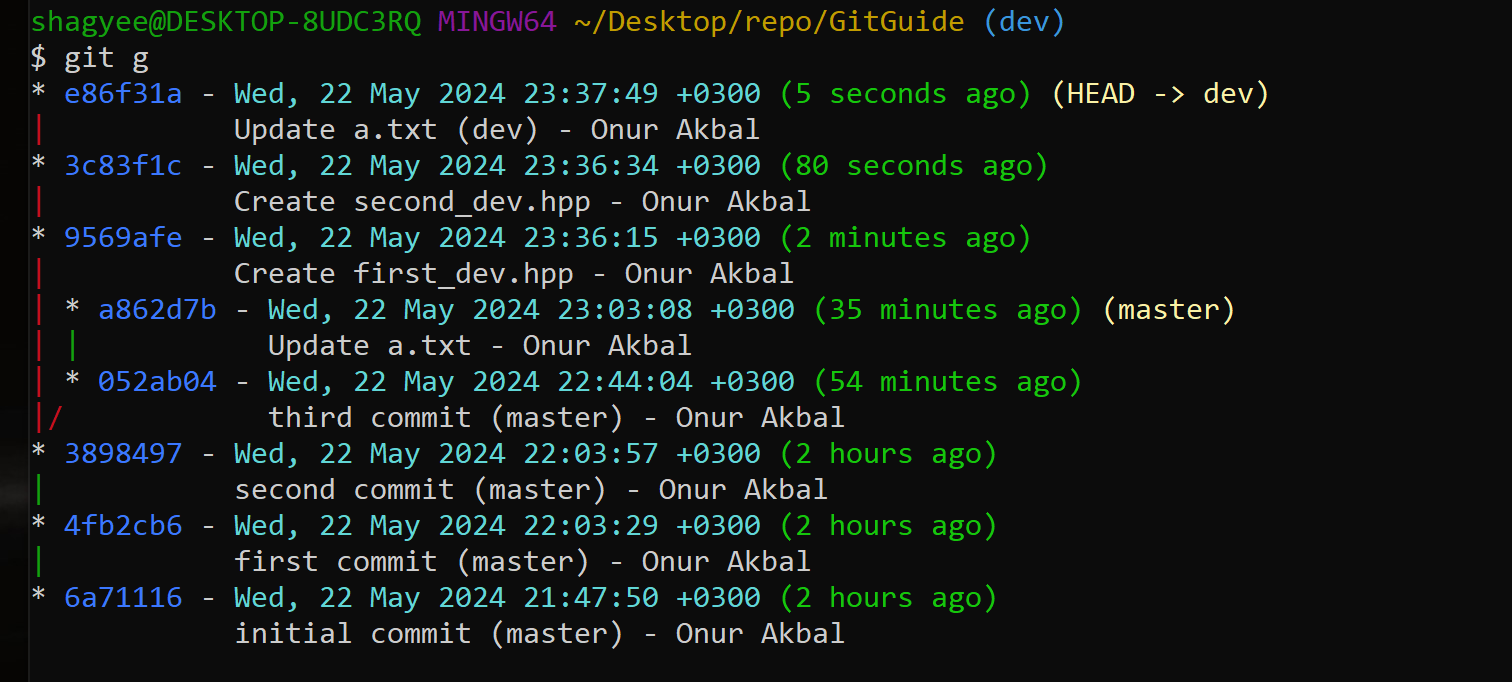 shagyee@DESKTOP-8UDC3RQ MINGW64 ~/Desktop/repo/GitGuide (dev)
$ git g
* e86f31a - Wed, 22 May 2024 23:37:49 +0300 (5 seconds ago) (HEAD -> dev)
|           Update a.txt (dev) - Onur Akbal
* 3c83f1c - Wed, 22 May 2024 23:36:34 +0300 (80 seconds ago)
|           Create second_dev.hpp - Onur Akbal
* 9569afe - Wed, 22 May 2024 23:36:15 +0300 (2 minutes ago)
|           Create first_dev.hpp - Onur Akbal
| * a862d7b - Wed, 22 May 2024 23:03:08 +0300 (35 minutes ago) (master)
| |           Update a.txt - Onur Akbal
| * 052ab04 - Wed, 22 May 2024 22:44:04 +0300 (54 minutes ago)
|/            third commit (master) - Onur Akbal
* 3898497 - Wed, 22 May 2024 22:03:57 +0300 (2 hours ago)
|           second commit (master) - Onur Akbal
* 4fb2cb6 - Wed, 22 May 2024 22:03:29 +0300 (2 hours ago)
|           first commit (master) - Onur Akbal
* 6a71116 - Wed, 22 May 2024 21:47:50 +0300 (2 hours ago)
            initial commit (master) - Onur Akbal